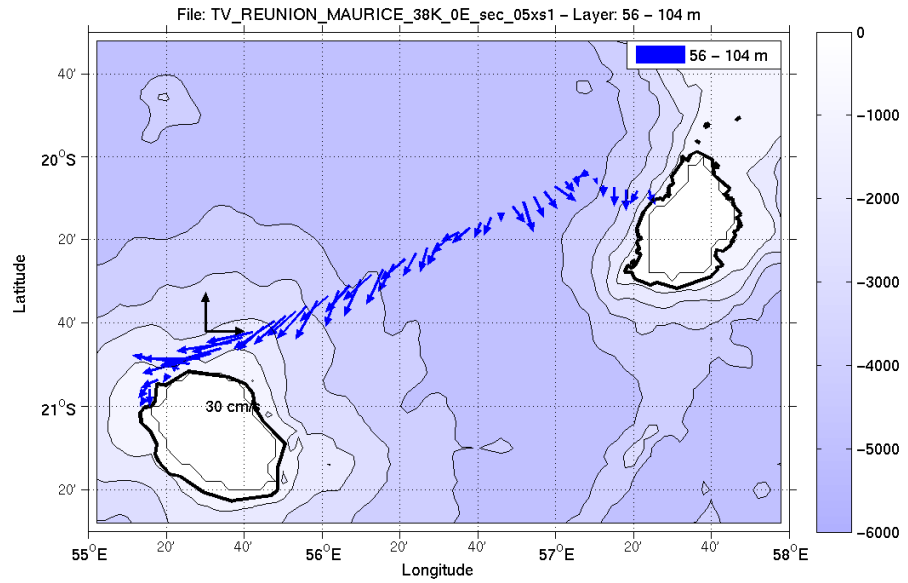 File: TV_REUNION_MAURICE_38K_0E_sec_05xs1 – Layer: 56 – 104 m
56 – 104 m
40'
20°S
20'
40'
21°S
20'
Latitude
30 cm/s
55°E 20' 40' 56°E 20' 40' 57°E 20' 40' 58°E
Longitude
0
−1000
−2000
−3000
−4000
−5000
−6000